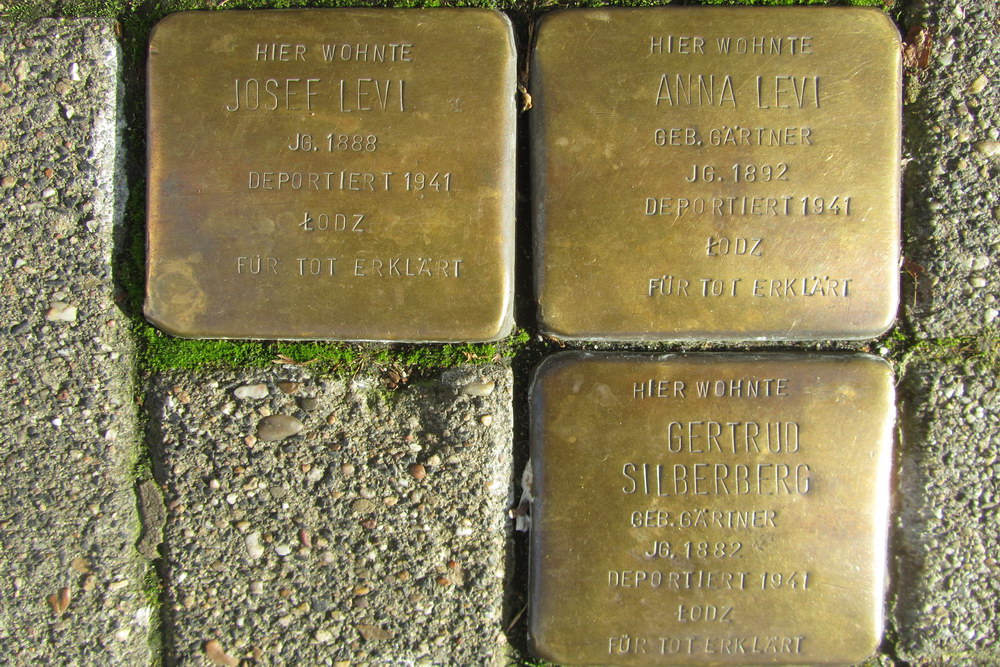 HIER WOHNTE
JOSEF LEVI
JG. 1888
DEPORTIERT 1941
ŁODZ
FÜR TOT ERKLÄRT
HIER WOHNTE
ANNA LEVI
GEB. GÄRTNER
JG. 1892
DEPORTIERT 1941
ŁODZ
FÜR TOT ERKLÄRT
HIER WOHNTE
GERTRUD
SILBERBERG
GEB. GÄRTNER
JG. 1882
DEPORTIERT 1941
ŁODZ
FÜR TOT ERKLÄRT